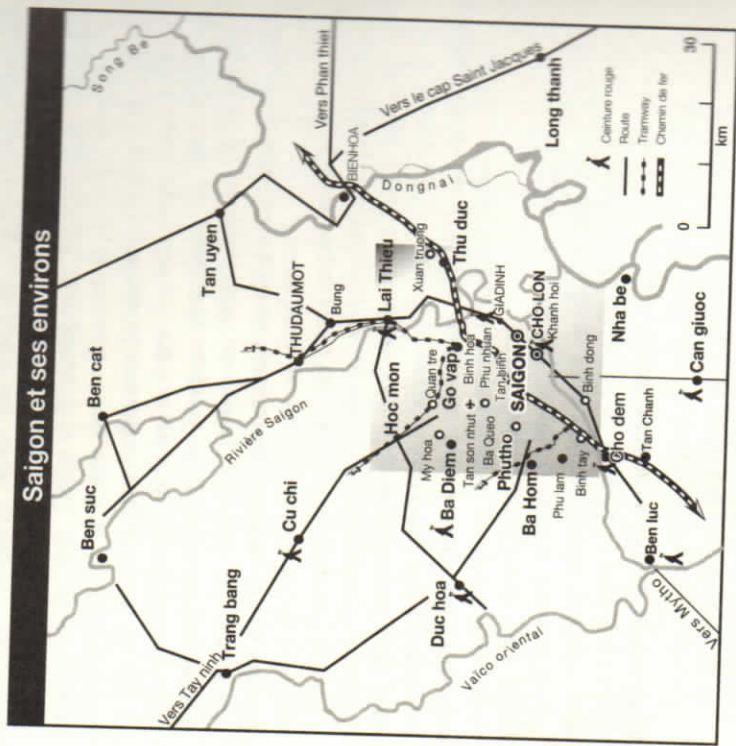 Saigon et ses environs
Song Be
Ben cat
Ben suc
Tan uyen
Vers Phan thiet
BIENHOA
THUDAUMOT
Bung
Rivière Saigon
Cu chi
Trang bang
Vers Tay ninh
Vers le cap Saint Jacques
Dongnai
Lai Thieu
Xuan truong
Thu duc
Long thanh
Hoc mon
Quan tre
My hoa
Go vap
Ba Diem
Tan son nhut
Binh hoa
GIADINH
Ba Queo
Phu nhuan
Duc hoa
Tan binh
Phutho
SAIGON
CHO-LON
Khanh hoi
Ba Hom
Phu lam
Binh tay
Binh dong
Nha be
Cho dem
Tan Chanh
Can giuoc
Ben luc
Vaïco oriental
Vers Mytho
Ceinture rouge
Route
Tramway
Chemin de fer
0 30
km